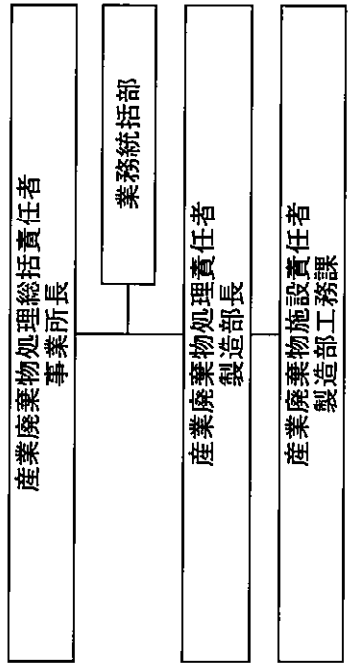 産業廃棄物処理総括責任者
事業所長
業務統括部
産業廃棄物処理責任者
製造部長
産業廃棄物施設責任者
製造部工務課